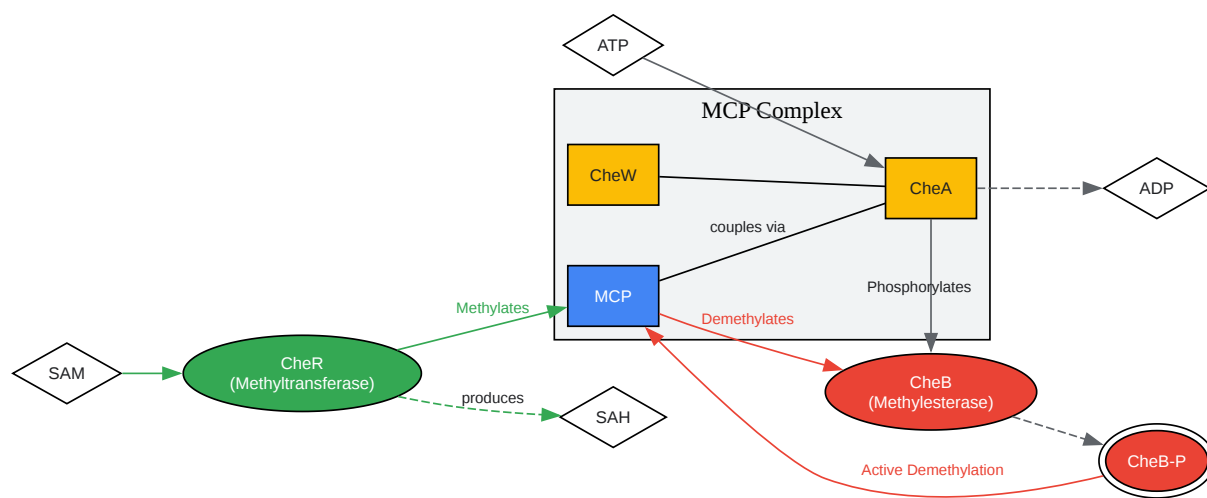 ATP
MCP Complex
CheW
CheA
ADP
couples via
MCP
Phosphorylates
Methylates
Demethylates
SAM
CheR
(Methyltransferase)
produces
SAH
CheB
(Methylesterase)
Active Demethylation
CheB-P